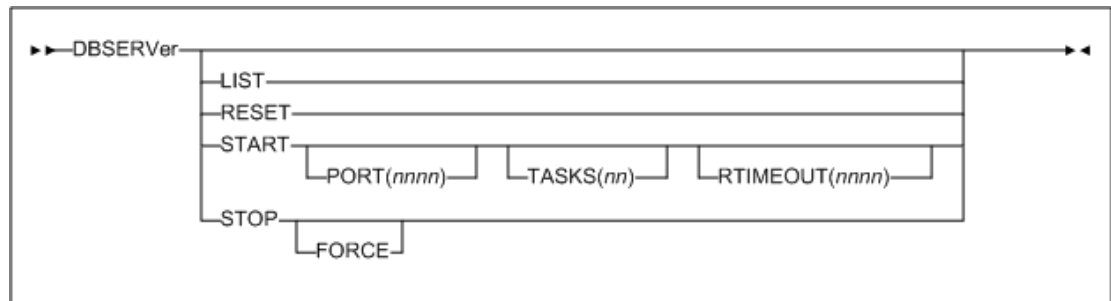 DBSERVer
LIST
RESET
START
PORT(nnnn) TASKS(nn) RTIMEOUT(nnnn)
STOP
FORCE